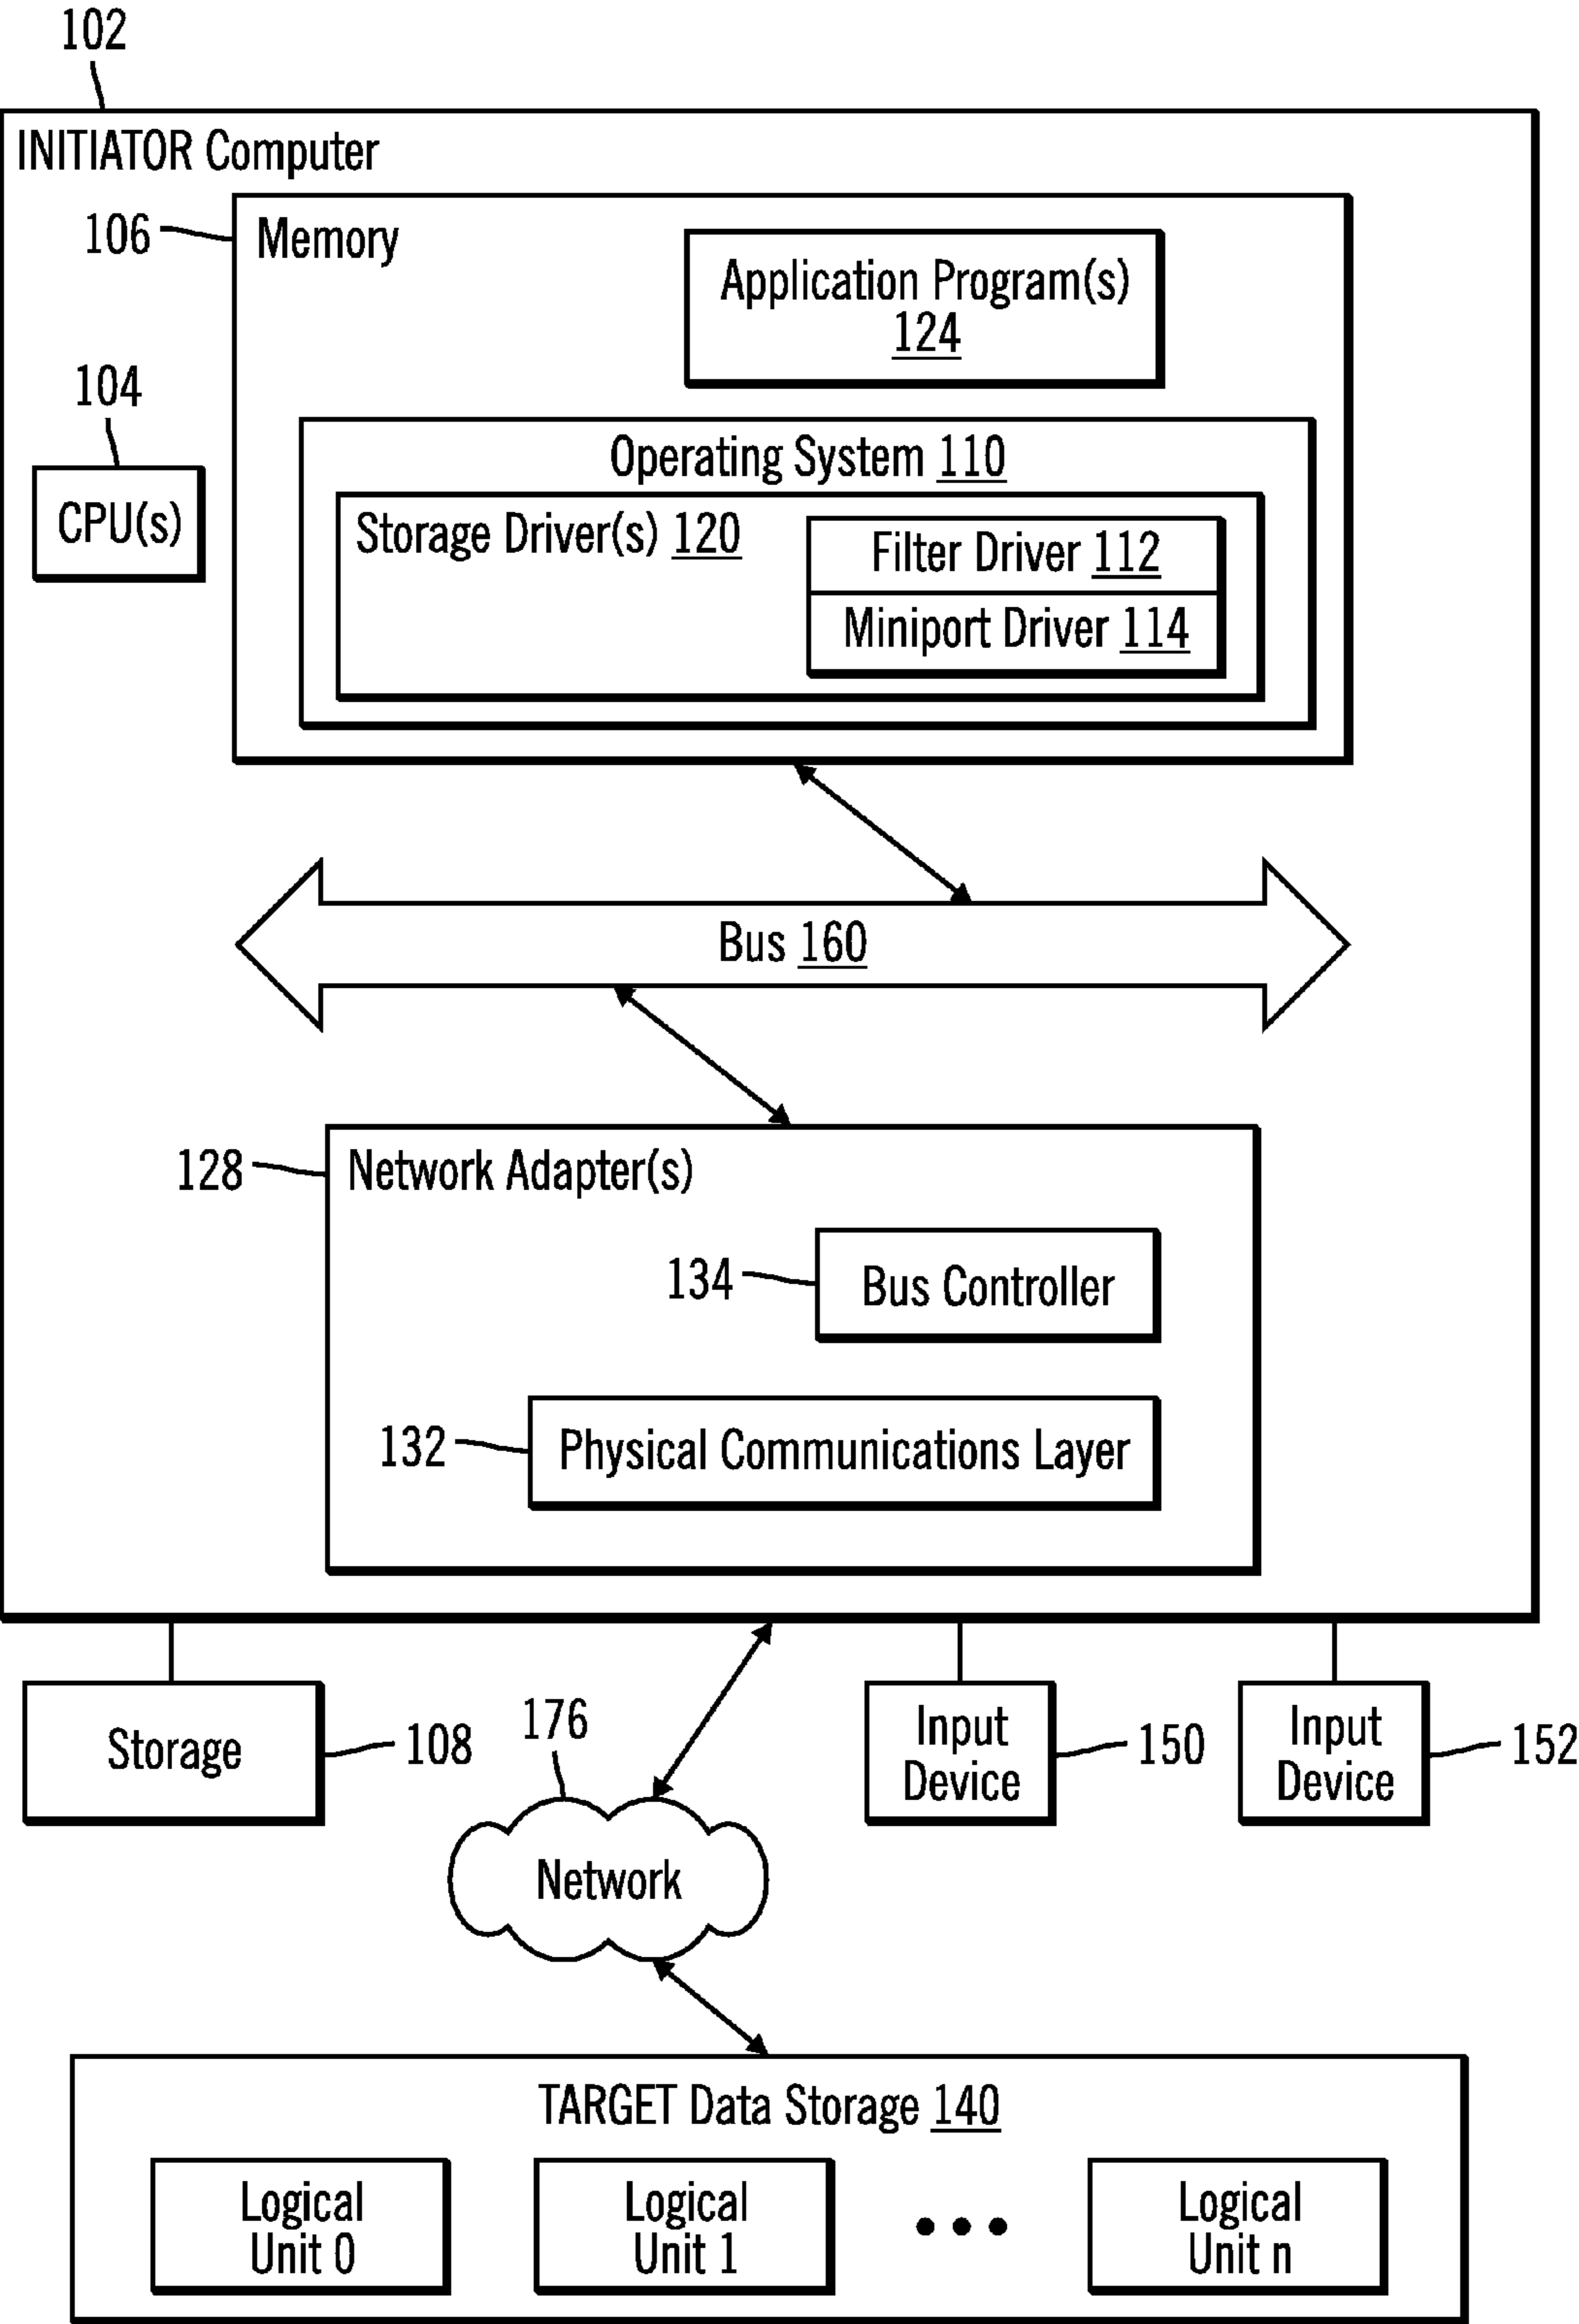 102
INITIATOR Computer
106
Memory
Application Program(s)
124
104
CPU(s)
Operating System 110
Storage Driver(s) 120
Filter Driver 112
Miniport Driver 114
Bus 160
128
Network Adapter(s)
134
Bus Controller
132
Physical Communications Layer
Storage
108
176
Network
Input
Device
150
Input
Device
152
TARGET Data Storage 140
Logical
Unit 0
Logical
Unit 1
• • •
Logical
Unit n